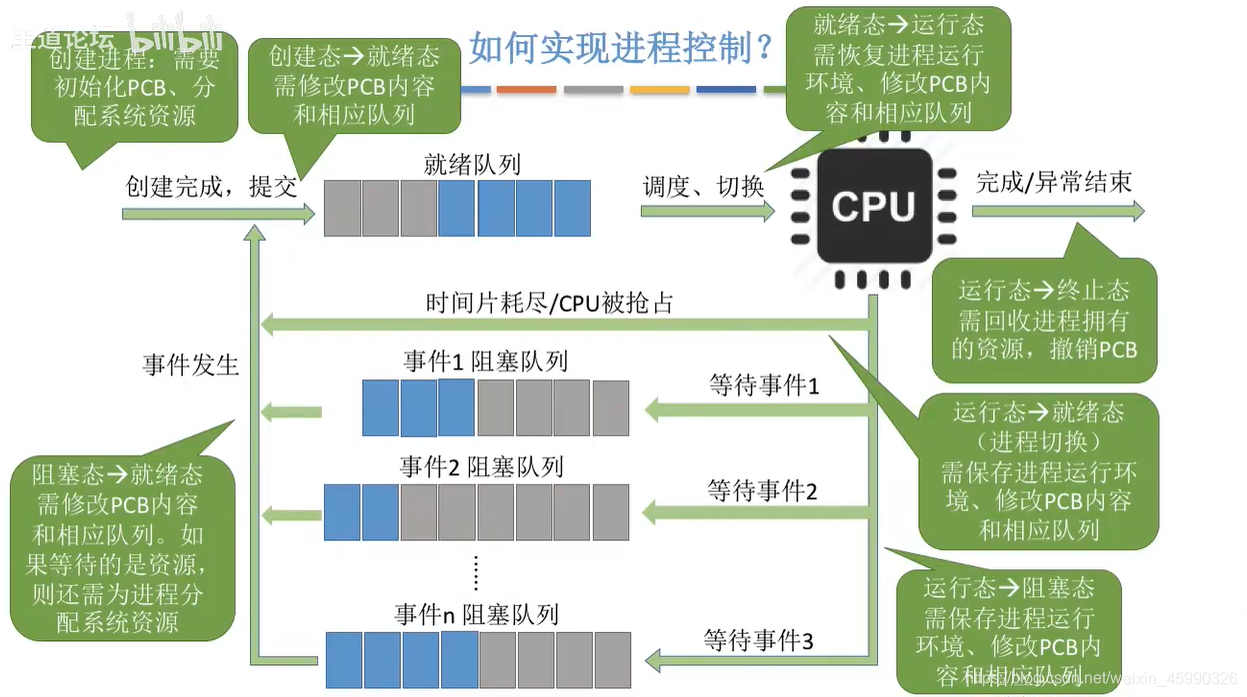 王道论坛 bilibili
创建进程：需要
初始化PCB、分
配系统资源
创建态→就绪态
需修改PCB内容
和相应队列
如何实现进程控制？
就绪态→运行态
需恢复进程运行
环境、修改PCB内
容和相应队列
创建完成，提交
就绪队列
调度、切换
CPU
完成/异常结束
运行态→终止态
需回收进程拥有
的资源，撤销PCB
时间片耗尽/CPU被抢占
事件发生
事件1 阻塞队列
等待事件1
运行态→就绪态
（进程切换）
需保存进程运行环
境、修改PCB内容
和相应队列
阻塞态→就绪态
需修改PCB内容
和相应队列。如
果等待的是资源，
则还需为进程分
配系统资源
事件2 阻塞队列
等待事件2
运行态→阻塞态
需保存进程运行
环境、修改PCB内
容和相应队列
事件n 阻塞队列
等待事件3
https://blog.csdn.net/weixin_45990326